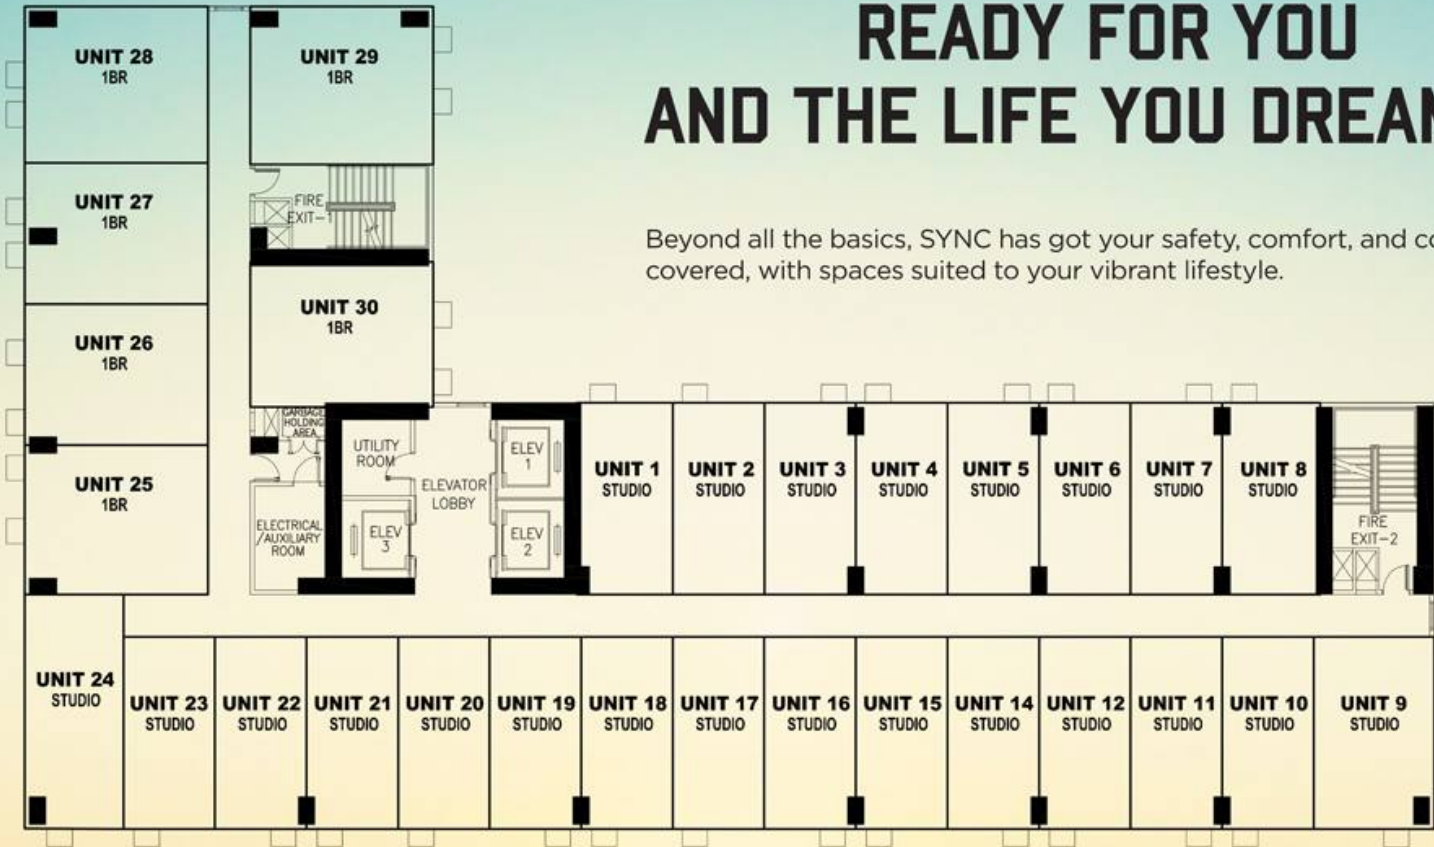 READY FOR YOU
AND THE LIFE YOU DREAM
Beyond all the basics, SYNC has got your safety, comfort, and
covered, with spaces suited to your vibrant lifestyle.
UNIT 28
1BR
UNIT 29
1BR
UNIT 27
1BR
FIRE
EXIT-1
UNIT 30
1BR
UNIT 26
1BR
GARBAGE
HOLDING
AREA
UTILITY
ROOM
ELEVATOR
LOBBY
ELEV
1
ELEV
2
ELEV
3
ELECTRICAL
/AUXILIARY
ROOM
UNIT 25
1BR
UNIT 1
STUDIO
UNIT 2
STUDIO
UNIT 3
STUDIO
UNIT 4
STUDIO
UNIT 5
STUDIO
UNIT 6
STUDIO
UNIT 7
STUDIO
UNIT 8
STUDIO
FIRE
EXIT-2
UNIT 24
STUDIO
UNIT 23
STUDIO
UNIT 22
STUDIO
UNIT 21
STUDIO
UNIT 20
STUDIO
UNIT 19
STUDIO
UNIT 18
STUDIO
UNIT 17
STUDIO
UNIT 16
STUDIO
UNIT 15
STUDIO
UNIT 14
STUDIO
UNIT 12
STUDIO
UNIT 11
STUDIO
UNIT 10
STUDIO
UNIT 9
STUDIO